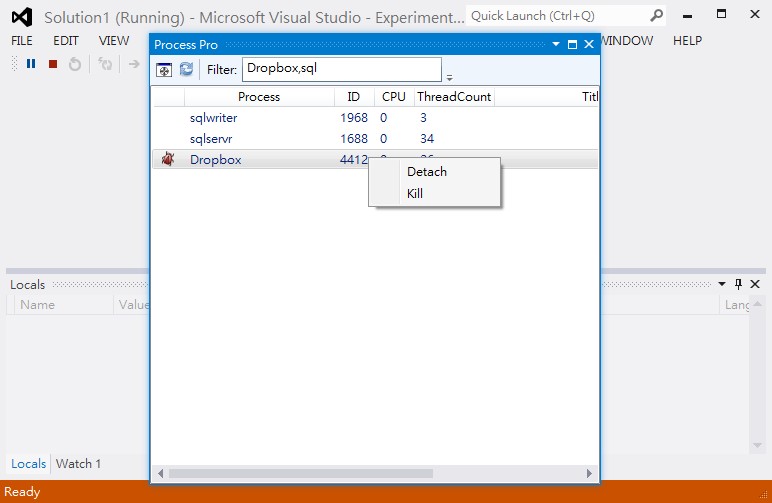 Solution1 (Running) - Microsoft Visual Studio - Experiment...
Quick Launch (Ctrl+Q)
FILE EDIT VIEW WINDOW HELP
Process Pro
Filter: Dropbox,sql
Process ID CPU ThreadCount Titl
sqlwriter 1968 0 3
sqlservr 1688 0 34
Dropbox 4412
Detach
Kill
Locals
Name Value Lang
Locals Watch 1
Ready